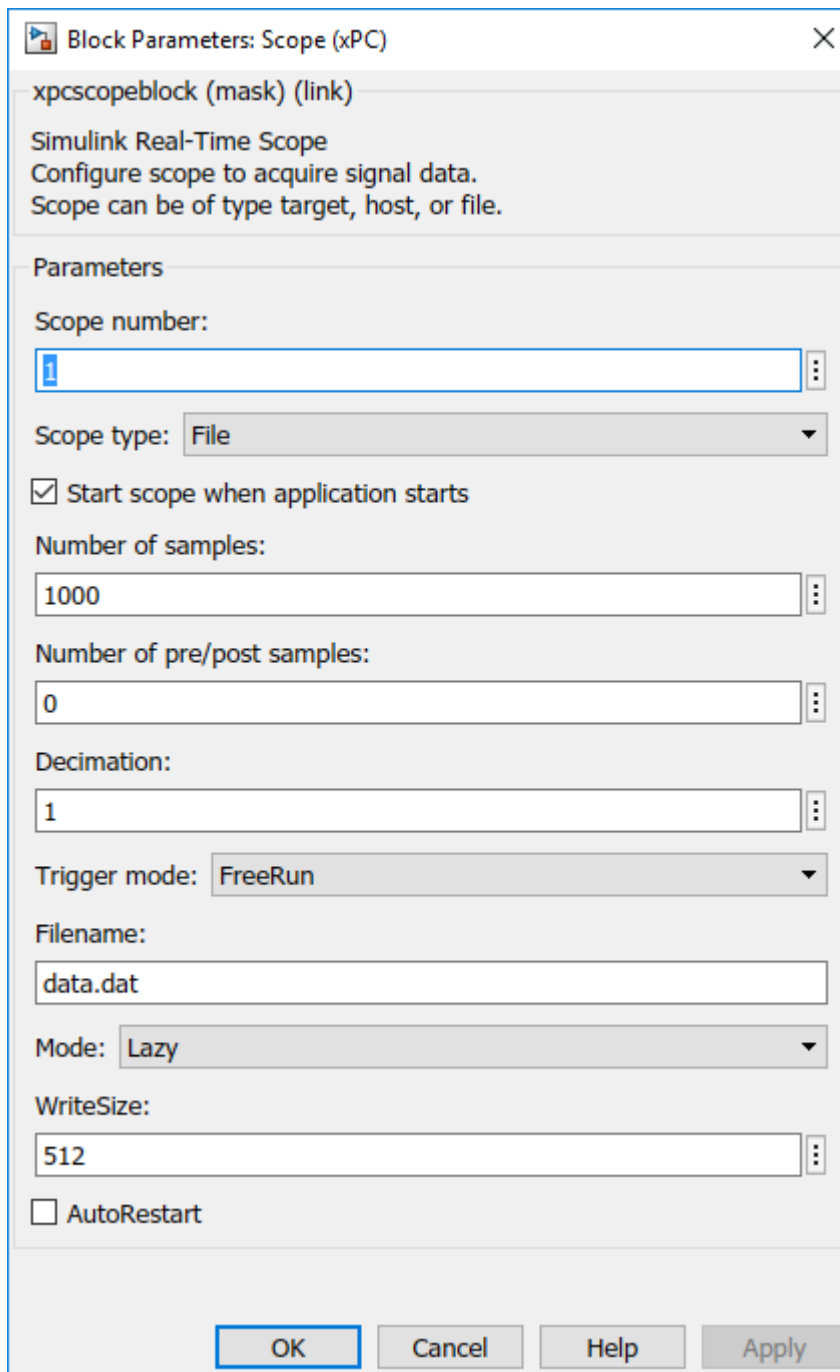 Block Parameters: Scope (xPC)
xpcscopeblock (mask) (link)
Simulink Real-Time Scope
Configure scope to acquire signal data.
Scope can be of type target, host, or file.
Parameters
Scope number:
1
Scope type: File
Start scope when application starts
Number of samples:
1000
Number of pre/post samples:
0
Decimation:
1
Trigger mode: FreeRun
Filename:
data.dat
Mode: Lazy
WriteSize:
512
AutoRestart
OK Cancel Help Apply